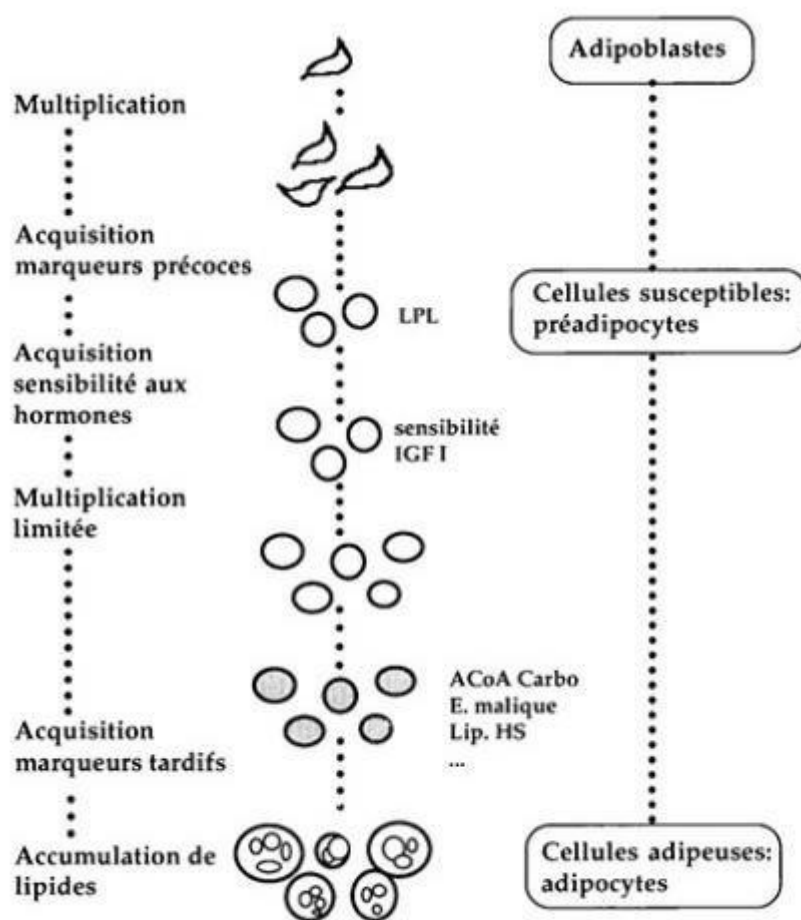 Adipoblastes
Multiplication
Acquisition
marqueurs précoces
LPL
Cellules susceptibles:
préadipocytes
Acquisition
sensibilité aux
hormones
sensibilité
IGF I
Multiplication
limitée
ACoA Carbo
E. malique
Lip. HS
...
Acquisition
marqueurs tardifs
Accumulation de
lipides
Cellules adipeuses:
adipocytes